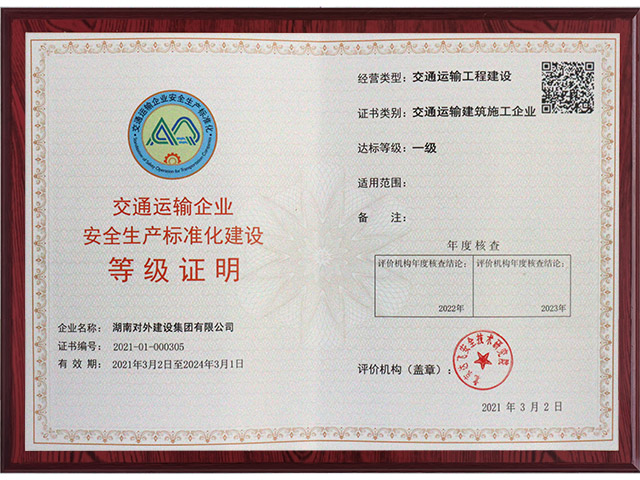 交通运输企业安全生产标准化
交通运输企业
安全生产标准化建设
等级证明
企业名称：湖南对外建设集团有限公司
证书编号：2021-01-000305
有效期：2021年3月2日至2024年3月1日
经营类型：交通运输工程建设
证书类别：交通运输建筑施工企业
达标等级：一级
适用范围：
备 注：
年度核查
评价机构年度核查结论： 评价机构年度核查结论：
2022年 2023年
评价机构（盖章）：
安全技术研究院
2021 年 3 月 2 日